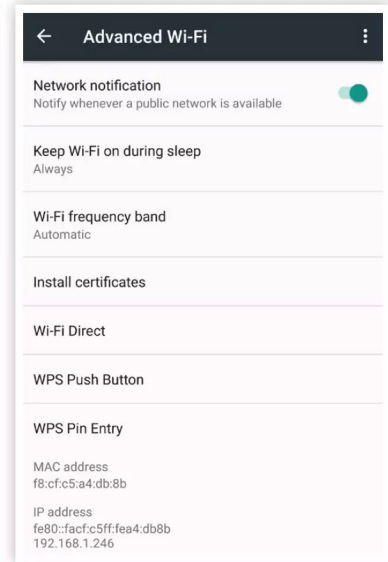 Advanced Wi-Fi
Network notification
Notify whenever a public network is available
Keep Wi-Fi on during sleep
Always
Wi-Fi frequency band
Automatic
Install certificates
Wi-Fi Direct
WPS Push Button
WPS Pin Entry
MAC address
f8:cf:c5:a4:db:8b
IP address
fe80::facf:c5ff:fea4:db8b
192.168.1.246